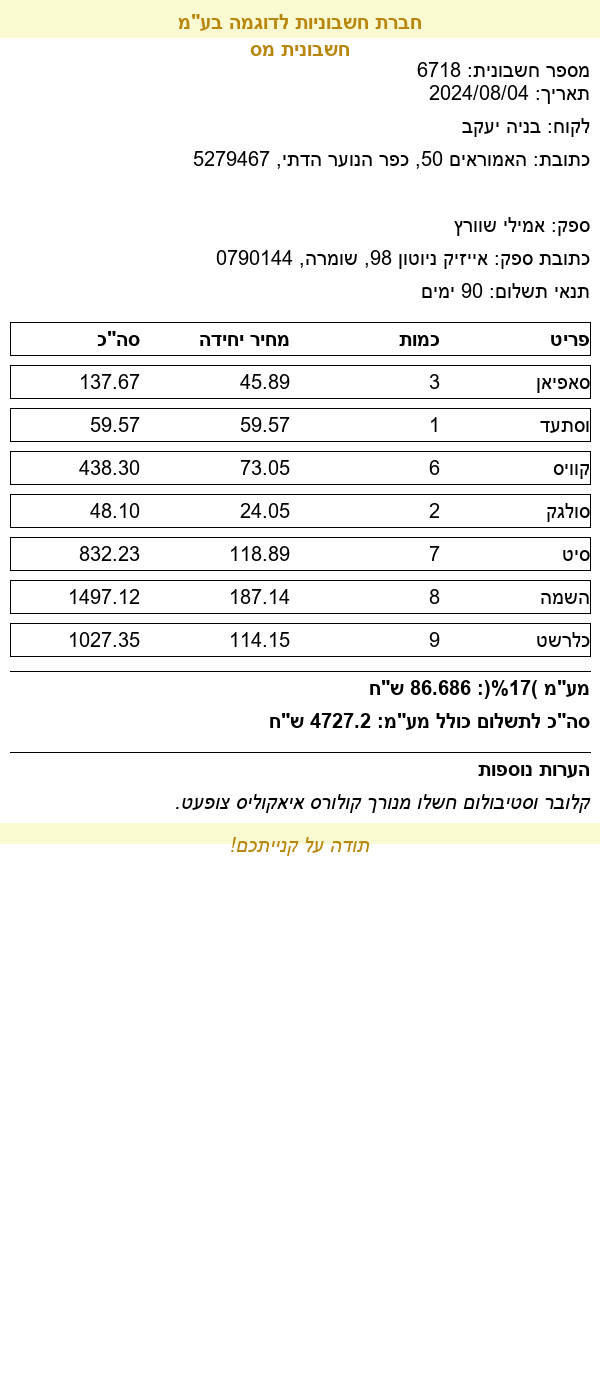 חברת חשבוניות לדוגמה בע"מ
חשבונית מס
מספר חשבונית: 6718
תאריך: 2024/08/04
לקוח: בניה יעקב
כתובת: האמוראים 50, כפר הנוער הדתי, 5279467
ספק: אמילי שוורץ
כתובת ספק: אייזיק ניוטון 98, שומרה, 0790144
תנאי תשלום: 90 ימים
פריט כמות מחיר יחידה סה"כ
סאפיאן 3 45.89 137.67
וסתעד 1 59.57 59.57
קוויס 6 73.05 438.30
סולגק 2 24.05 48.10
סיט 7 118.89 832.23
השמה 8 187.14 1497.12
כלרשט 9 114.15 1027.35
מע"מ )17%(: 86.686 ש"ח
סה"כ לתשלום כולל מע"מ: 4727.2 ש"ח
הערות נוספות
קלובר וסטיבולום חשלו מנורך קולורס איאקוליס צופעט.
תודה על קנייתכם!